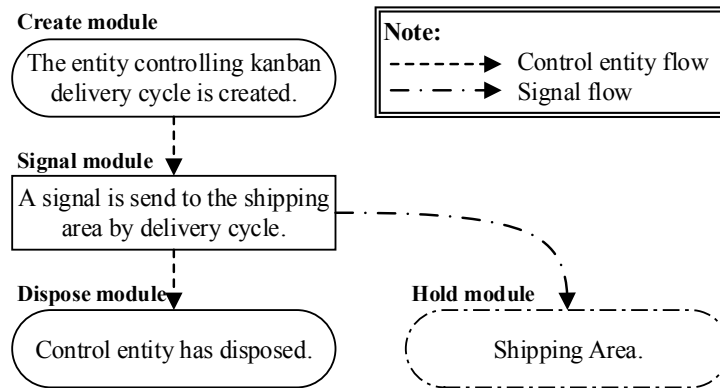 Create module
The entity controlling kanban
delivery cycle is created.
Note:
Control entity flow
Signal flow
Signal module
A signal is send to the shipping
area by delivery cycle.
Dispose module
Control entity has disposed.
Hold module
Shipping Area.